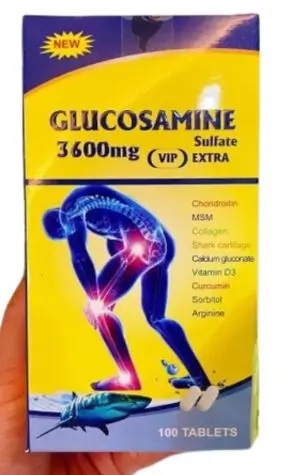 NEW
GLUCOSAMINE
Sulfate
3600mg (VIP) EXTRA
Chondroitin
MSM
Collagen
Shark cartilage
Calcium gluconate
Vitamin D3
Curcumin
Sorbitol
Arginine
100 TABLETS